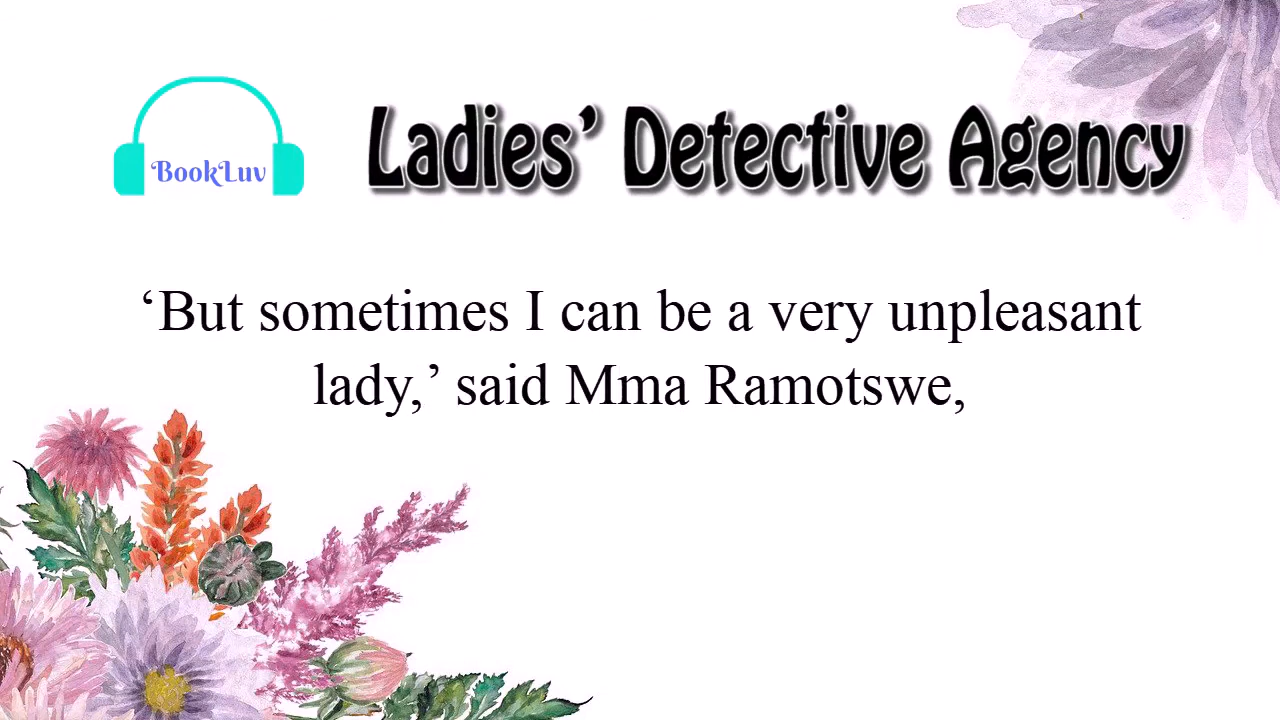 BookLuv
Ladies’ Detective Agency
‘But sometimes I can be a very unpleasant
lady,’ said Mma Ramotswe,